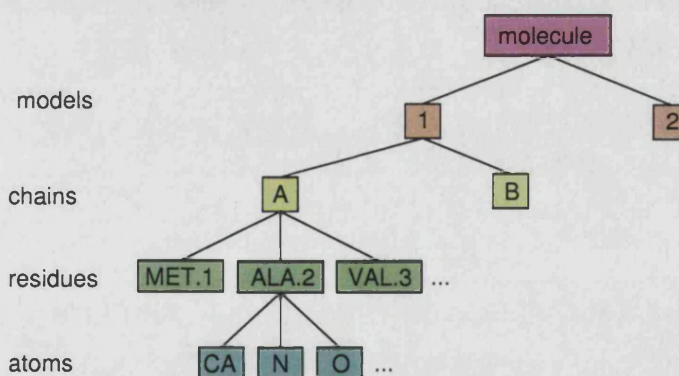 molecule
models 1 2
chains A B
residues MET.1 ALA.2 VAL.3 ...
atoms CA N O ...